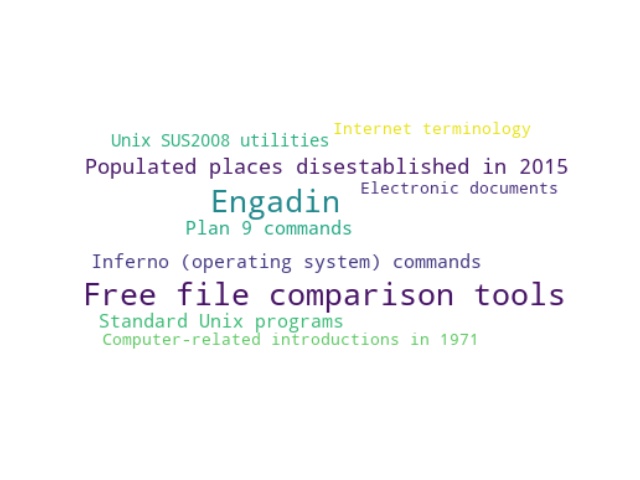 Internet terminology
Unix SUS2008 utilities
Populated places disestablished in 2015
Electronic documents
Engadin
Plan 9 commands
Inferno (operating system) commands
Free file comparison tools
Standard Unix programs
Computer-related introductions in 1971